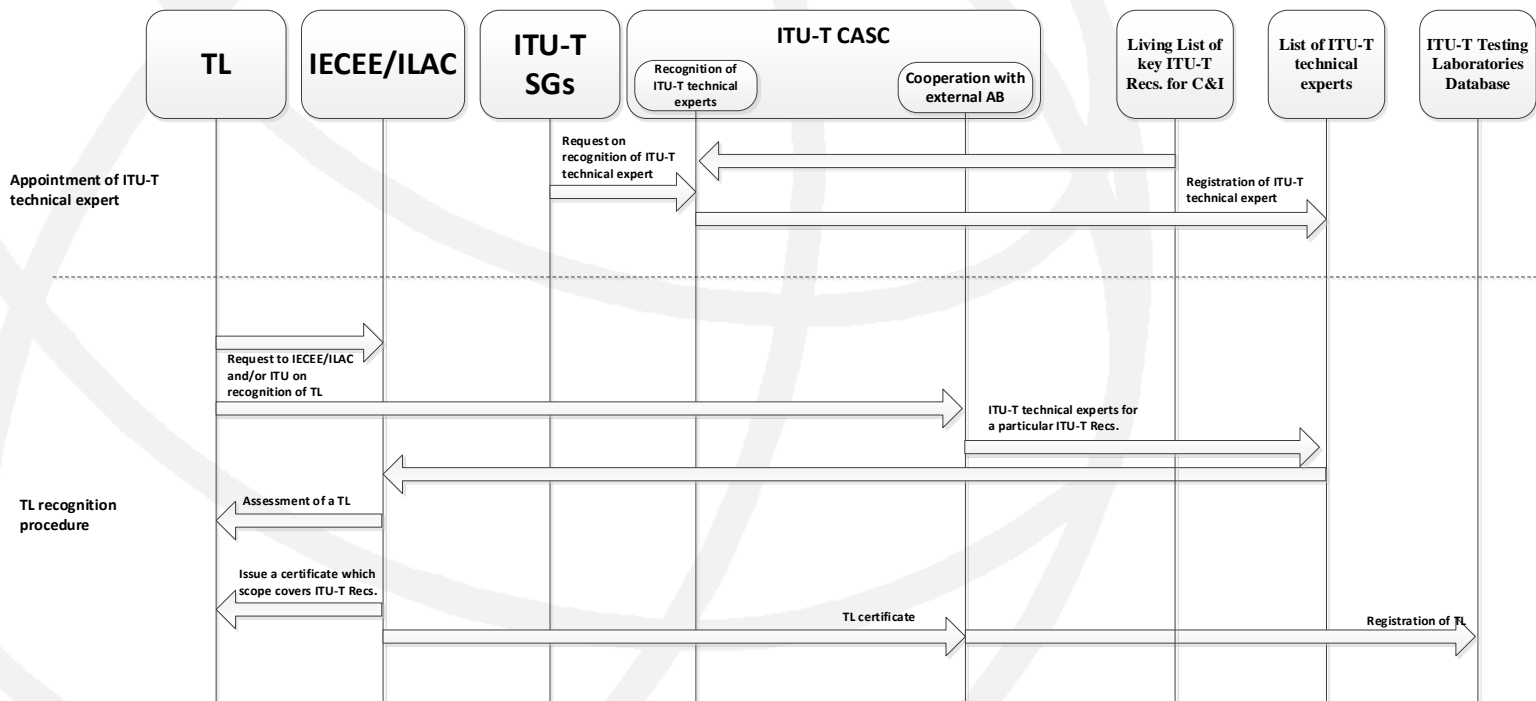 TL
IECEE/ILAC
ITU-T
SGs
ITU-T CASC
Recognition of
ITU-T technical
experts
Cooperation with
external AB
Living List of
key ITU-T
Recs. for C&I
List of ITU-T
technical
experts
ITU-T Testing
Laboratories
Database
Appointment of ITU-T
technical expert
Request on
recognition of ITU-T
technical expert
Registration of ITU-T
technical expert
Request to IECEE/ILAC
and/or ITU on
recognition of TL
ITU-T technical experts for
a particular ITU-T Recs.
TL recognition
procedure
Assessment of a TL
Issue a certificate which
scope covers ITU-T Recs.
TL certificate
Registration of TL